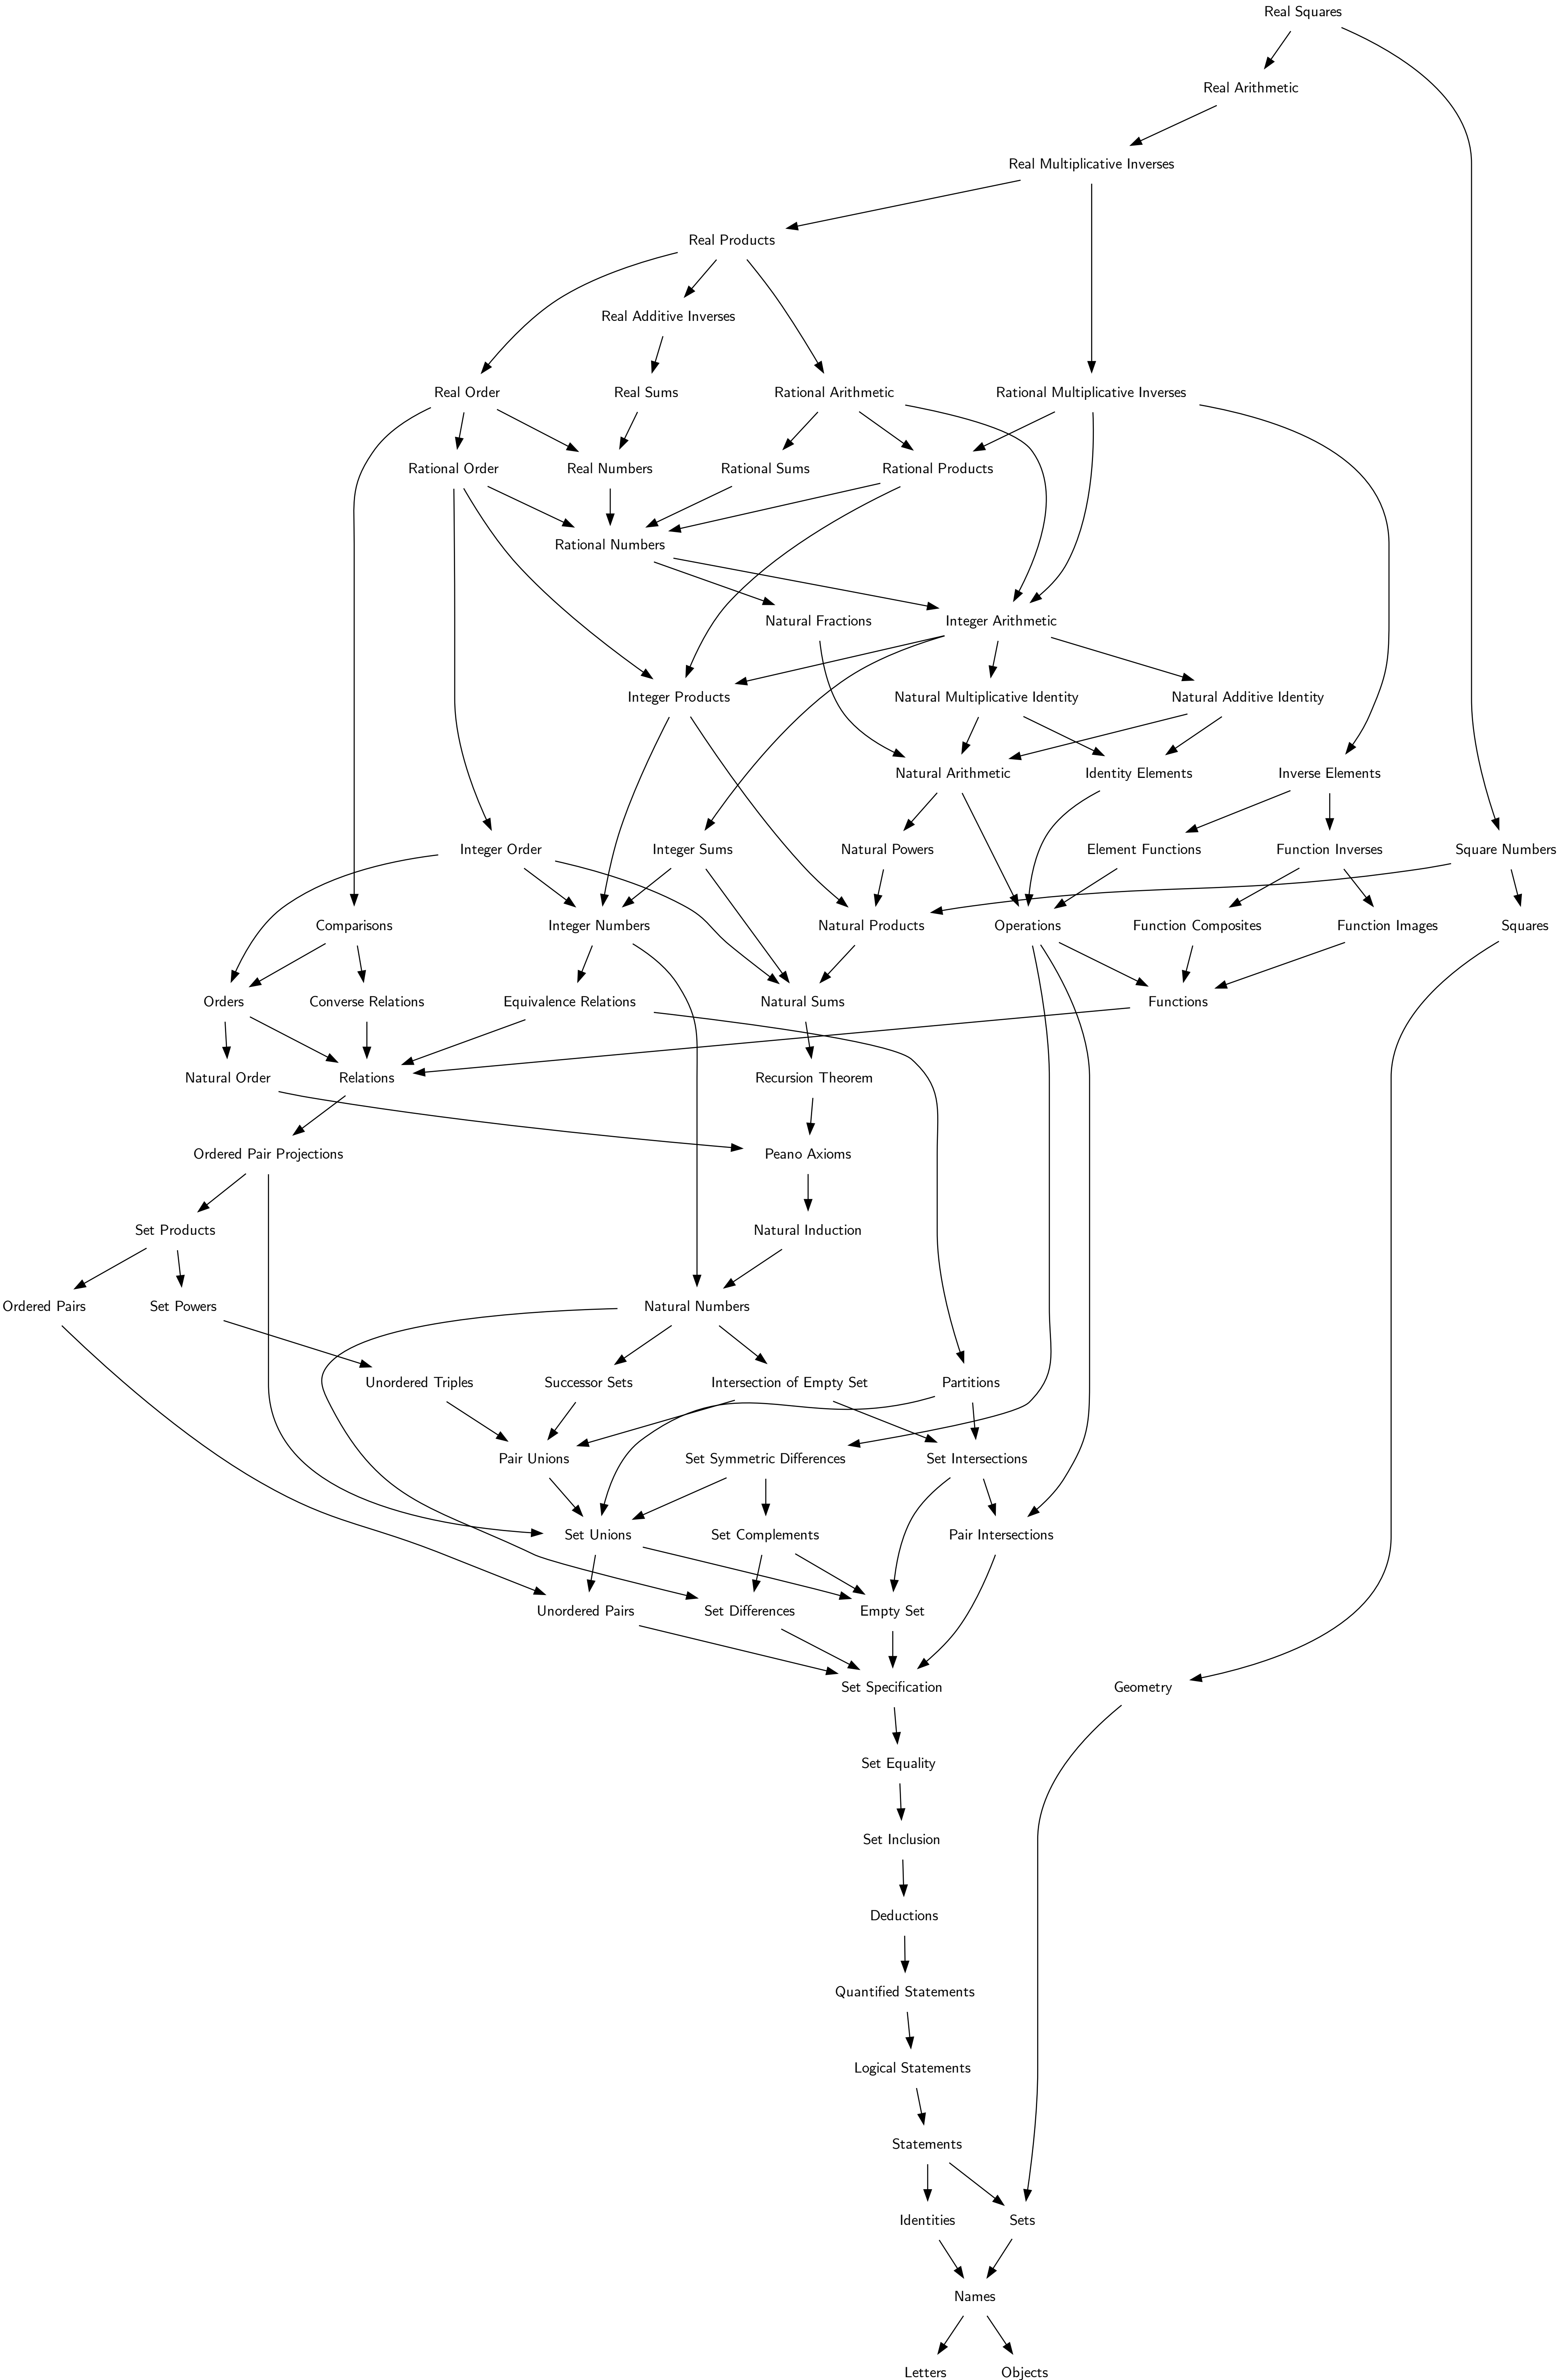 Real Squares
Real Arithmetic
Real Multiplicative Inverses
Real Products
Real Additive Inverses
Real Order
Real Sums
Rational Arithmetic
Rational Multiplicative Inverses
Rational Order
Real Numbers
Rational Sums
Rational Products
Rational Numbers
Natural Fractions
Integer Arithmetic
Integer Products
Natural Multiplicative Identity
Natural Additive Identity
Natural Arithmetic
Identity Elements
Inverse Elements
Integer Order
Integer Sums
Natural Powers
Element Functions
Function Inverses
Square Numbers
Comparisons
Integer Numbers
Natural Products
Operations
Function Composites
Function Images
Squares
Orders
Converse Relations
Equivalence Relations
Natural Sums
Functions
Natural Order
Relations
Recursion Theorem
Ordered Pair Projections
Peano Axioms
Set Products
Natural Induction
Ordered Pairs
Set Powers
Natural Numbers
Unordered Triples
Successor Sets
Intersection of Empty Set
Partitions
Pair Unions
Set Symmetric Differences
Set Intersections
Set Unions
Set Complements
Pair Intersections
Unordered Pairs
Set Differences
Empty Set
Set Specification
Geometry
Set Equality
Set Inclusion
Deductions
Quantified Statements
Logical Statements
Statements
Identities
Sets
Names
Letters
Objects